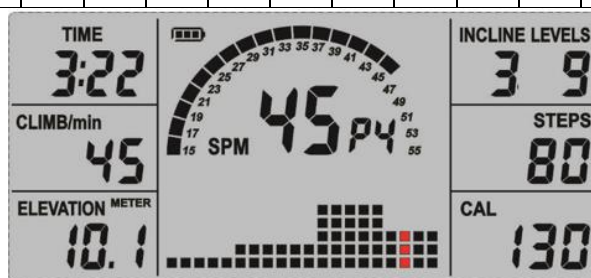 TIME
3:22
CLIMB/min
45
ELEVATION METER
10.1
15 17 19 21 23 25 27 29 31 33 35 37 39 41 43 45 47 49 51 53 55
SPM 45 P4
INCLINE LEVELS
3 9
STEPS
80
CAL
130